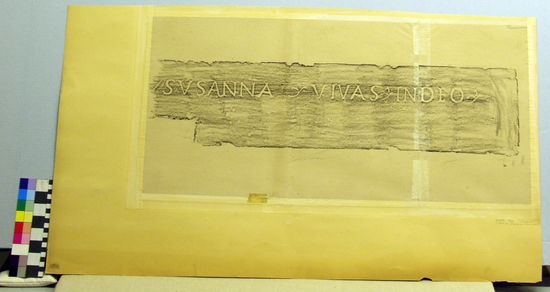 SVSANNA VIVAS IN DEO